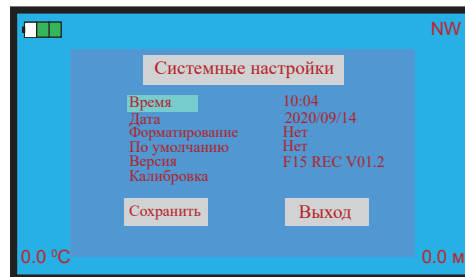 NW
Системные настройки
Время 10:04
Дата 2020/09/14
Форматирование Нет
По умолчанию Нет
Версия F15 REC V01.2
Калибровка
Сохранить Выход
0.0 ⁰C 0.0 м